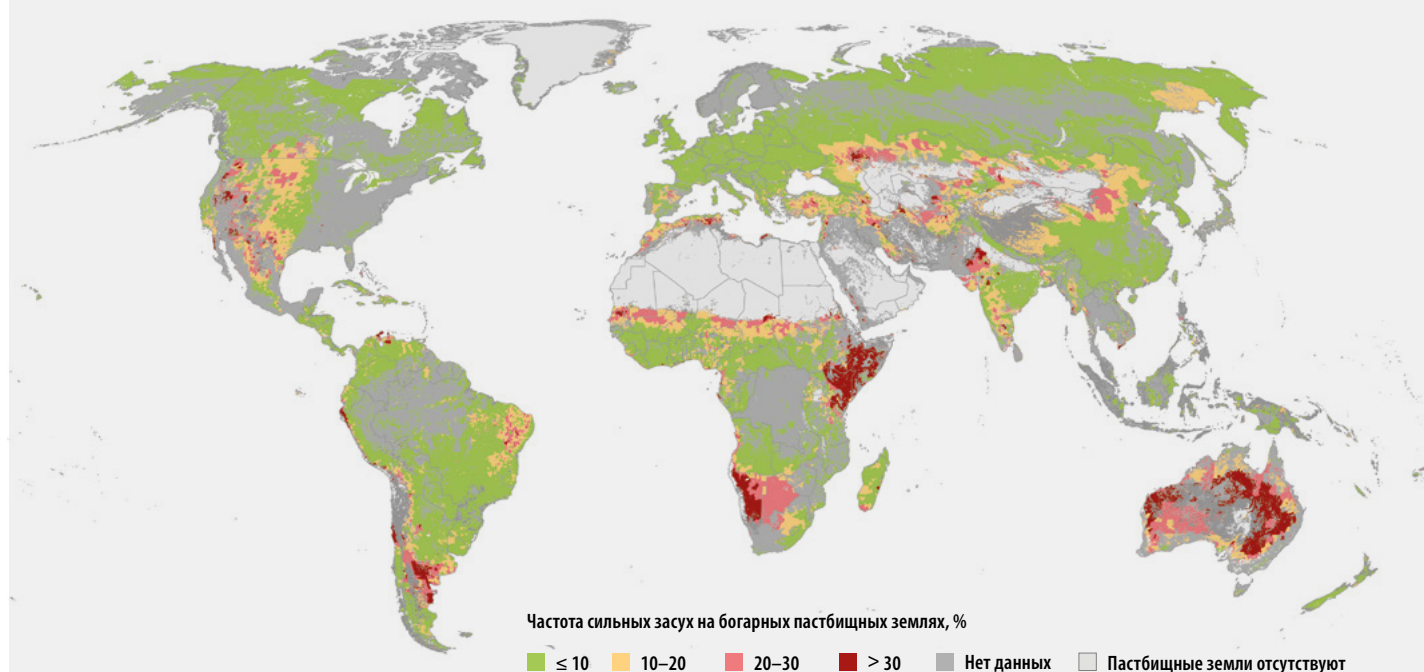 Частота сильных засух на богарных пастбищных землях, %
≤ 10 10–20 20–30 > 30 Нет данных Пастбищные земли отсутствуют